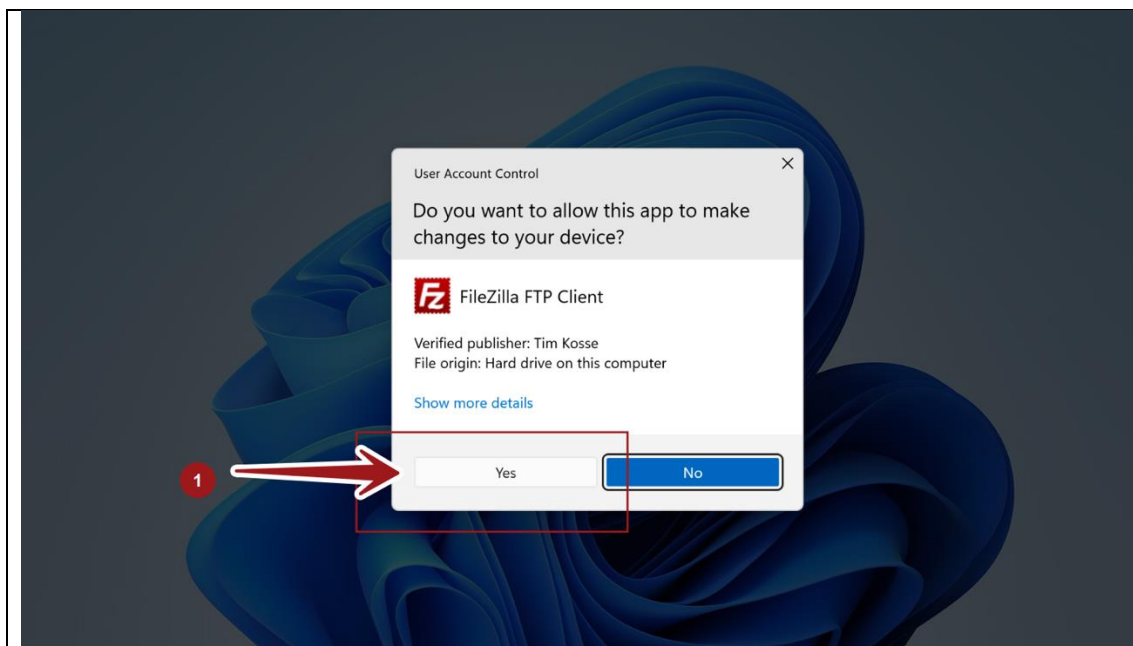 User Account Control
Do you want to allow this app to make
changes to your device?
Fz FileZilla FTP Client
Verified publisher: Tim Kosse
File origin: Hard drive on this computer
Show more details
1
Yes No